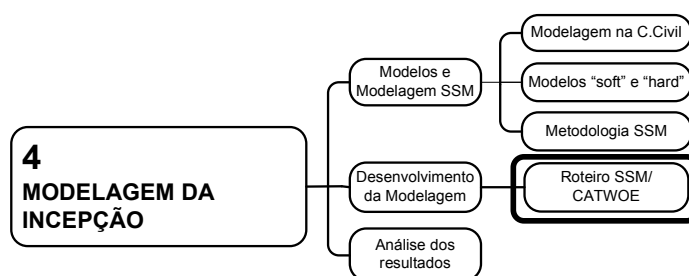 4
MODELAGEM DA
INCEPÇÃO
Modelos e
Modelagem SSM
Modelagem na C.Civil
Modelos “soft” e “hard”
Metodologia SSM
Desenvolvimento
da Modelagem
Roteiro SSM/
CATWOE
Análise dos
resultados